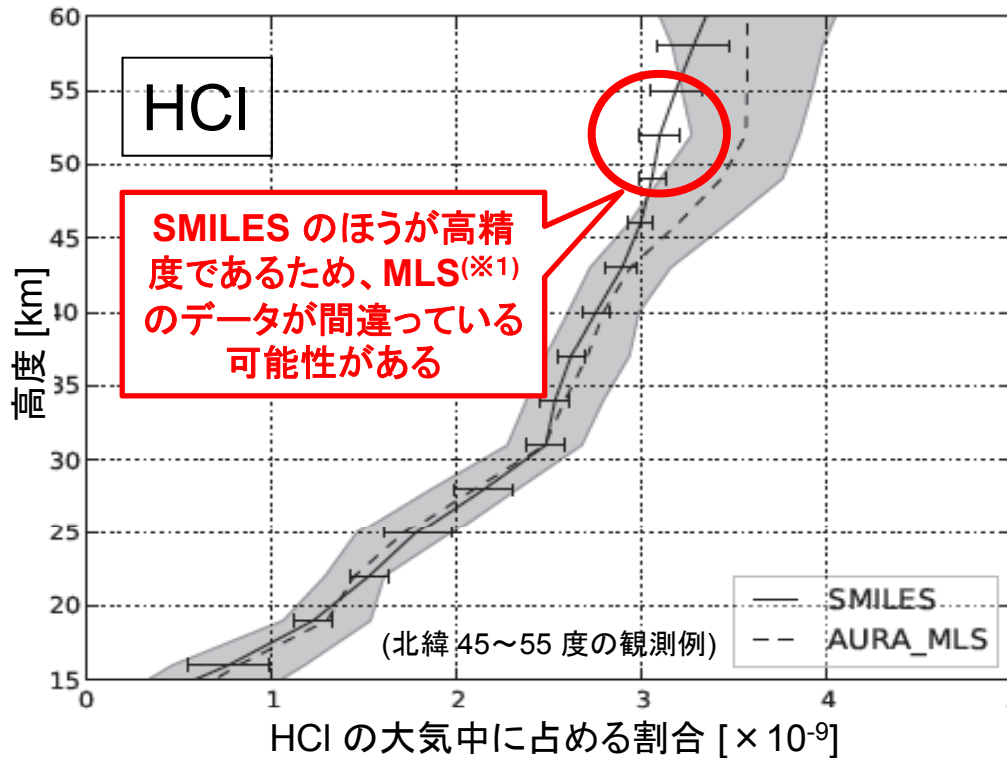 60
55
50
45
40
35
30
25
20
15
高度 [km]
HCl
SMILES のほうが高精
度であるため、MLS(※1)
のデータが間違っている
可能性がある
SMILES
AURA_MLS
(北緯 45～55 度の観測例)
0 1 2 3 4
HCl の大気中に占める割合 [×10-9]